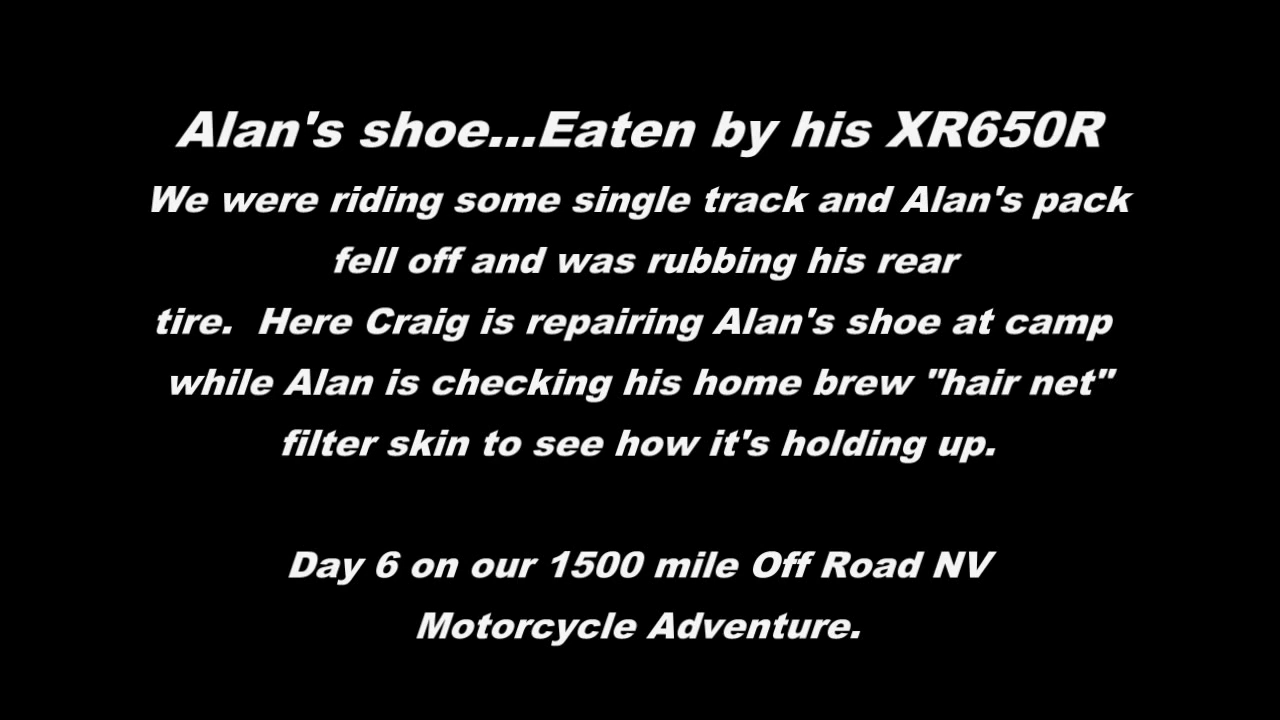 Alan's shoe...Eaten by his XR650R
We were riding some single track and Alan's pack
fell off and was rubbing his rear
tire.  Here Craig is repairing Alan's shoe at camp
while Alan is checking his home brew "hair net"
filter skin to see how it's holding up.
Day 6 on our 1500 mile Off Road NV
Motorcycle Adventure.